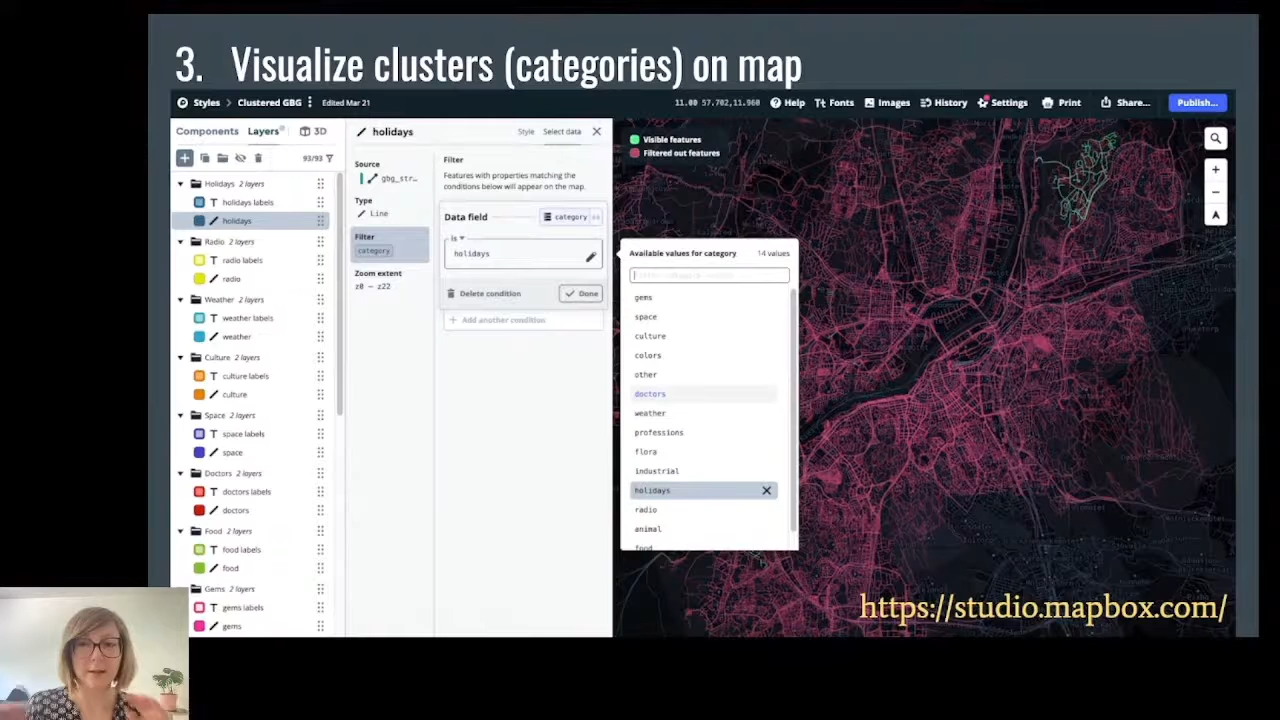 3. Visualize clusters (categories) on map
Styles > Clustered GBG Edited Mar 21
11.00 57.702,11.960 Help Fonts Images History Settings Print Share... Publish...
Components Layers 3D
93/93
Holidays 2 layers
holidays labels
holidays
Radio 2 layers
radio labels
radio
Weather 2 layers
weather labels
weather
Culture 2 layers
culture labels
culture
Space 2 layers
space labels
space
Doctors 2 layers
doctors labels
doctors
Food 2 layers
food labels
food
Gems 2 layers
gems labels
gems
holidays Style Select data
Source
gbg_str...
Type
Line
Filter
category
Zoom extent
z0 – z22
Filter
Features with properties matching the
conditions below will appear on the map.
Data field category
is
holidays
Delete condition Done
+ Add another condition
Visible features
Filtered out features
Available values for category 14 values
gems
space
culture
colors
other
doctors
weather
professions
flora
industrial
holidays
radio
animal
food
https://studio.mapbox.com/